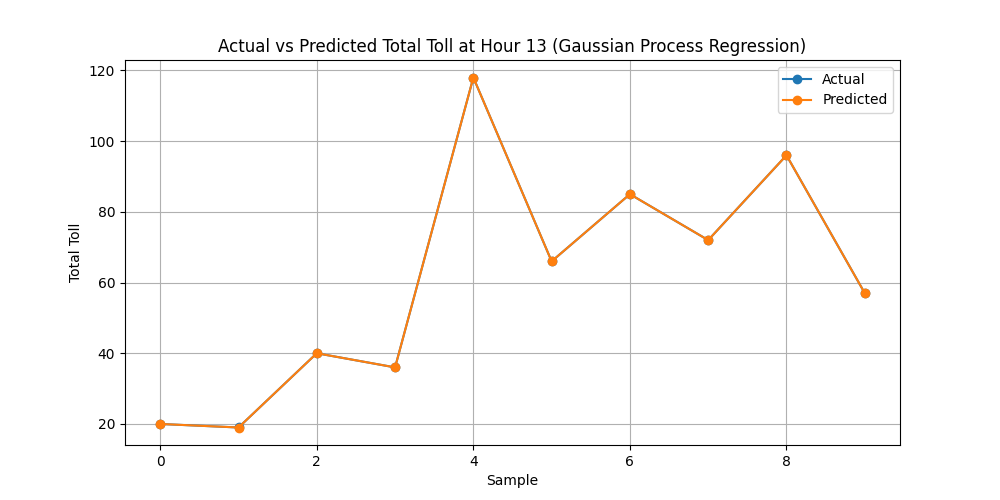 Actual vs Predicted Total Toll at Hour 13 (Gaussian Process Regression)
Actual
Predicted
Total Toll
120
100
80
60
40
20
0 2 4 6 8
Sample